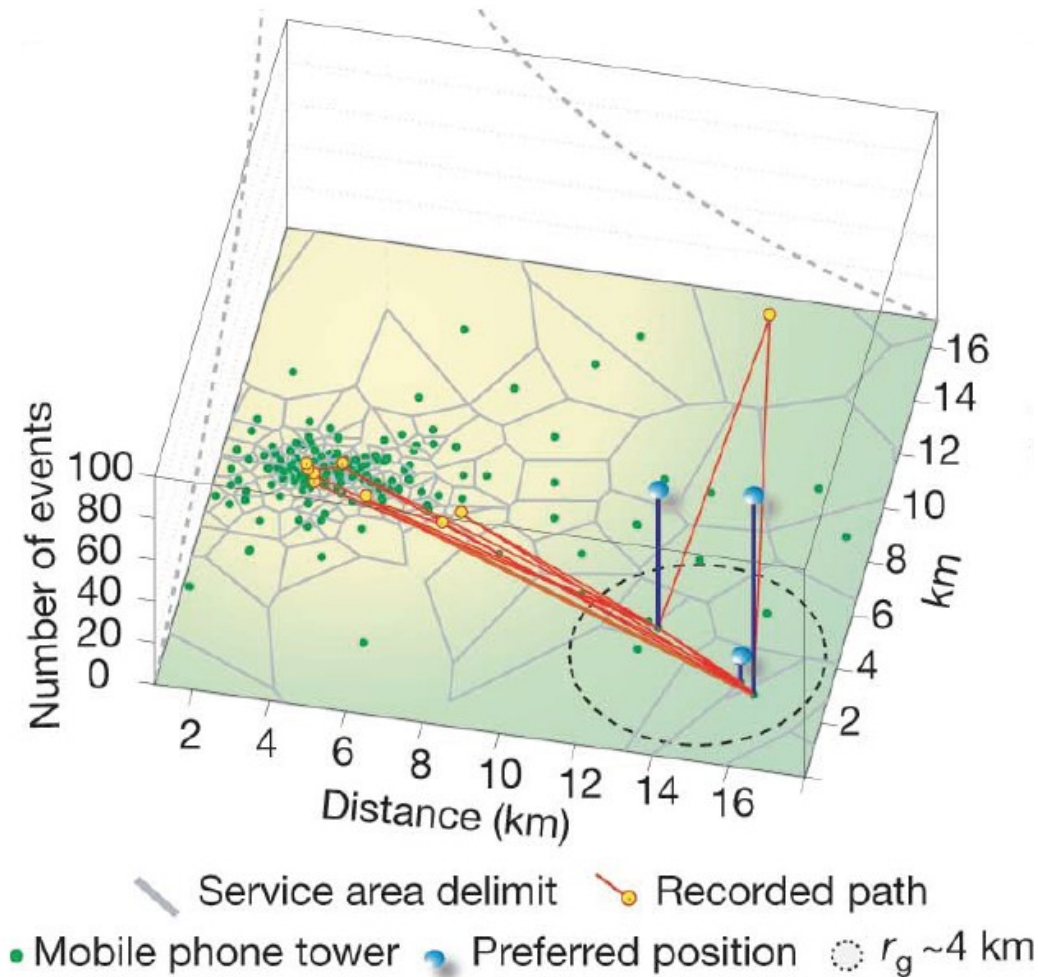 Number of events
100
80
60
40
20
0
2
4
6
8
10
12
14
16
Distance (km)
16
14
12
10
8
6
4
2
km
Service area delimit
Recorded path
Mobile phone tower
Preferred position
rg ~4 km